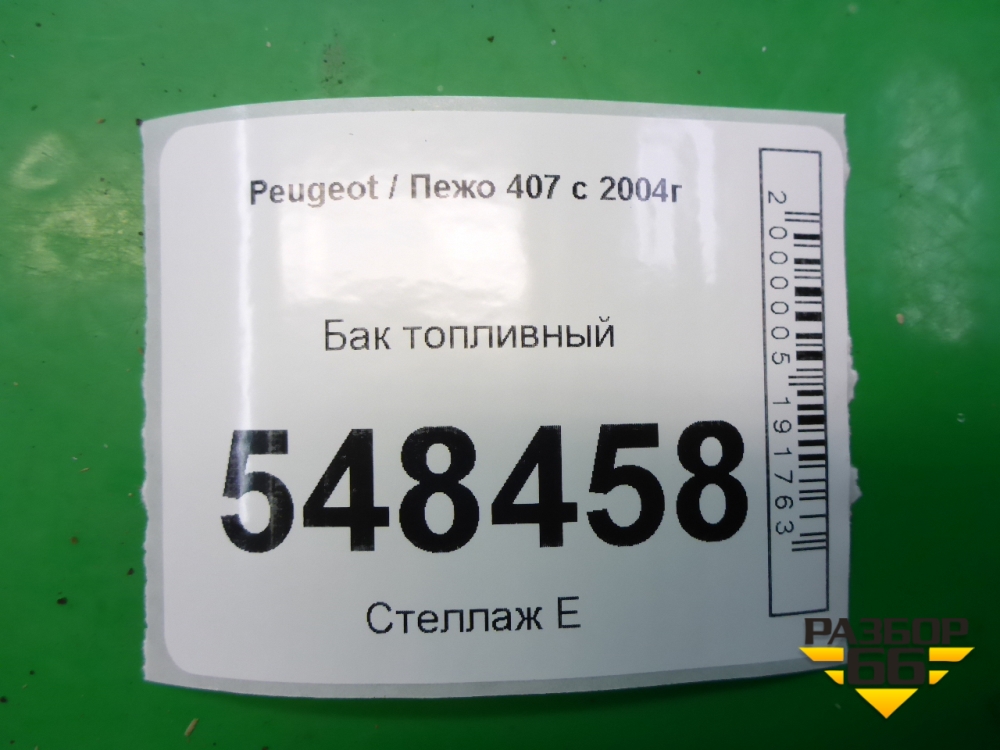 Peugeot / Пежо 407 с 2004г
Бак топливный
548458
Стеллаж Е
2000005191763
РАЗБОР
66